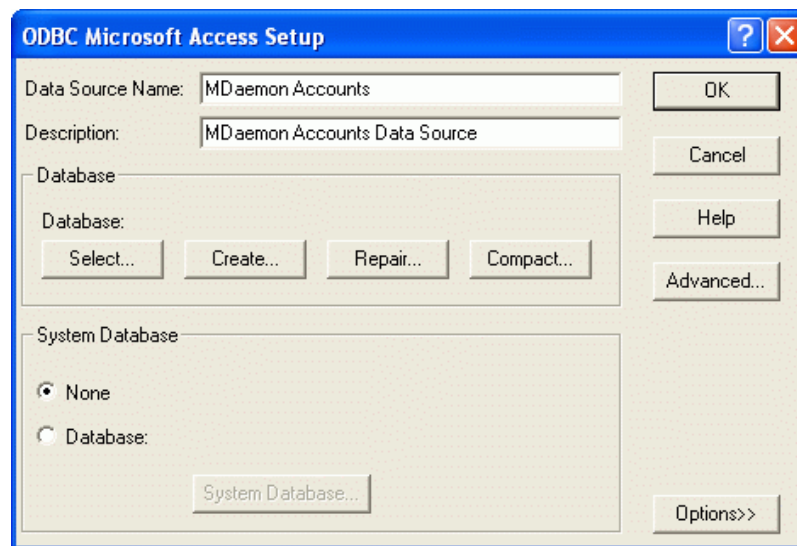 ODBC Microsoft Access Setup
Data Source Name: MDaemon Accounts
OK
Description: MDaemon Accounts Data Source
Cancel
Database
Database:
Help
Select... Create... Repair... Compact...
Advanced...
System Database
None
Database:
System Database...
Options>>